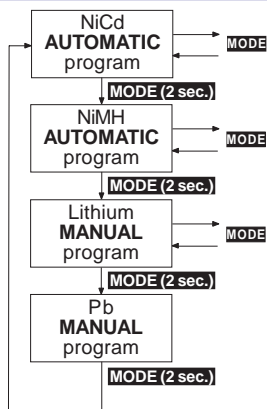 NiCd
AUTOMATIC
program
MODE
MODE (2 sec.)
NiMH
AUTOMATIC
program
MODE
MODE (2 sec.)
Lithium
MANUAL
program
MODE
MODE (2 sec.)
Pb
MANUAL
program
MODE (2 sec.)